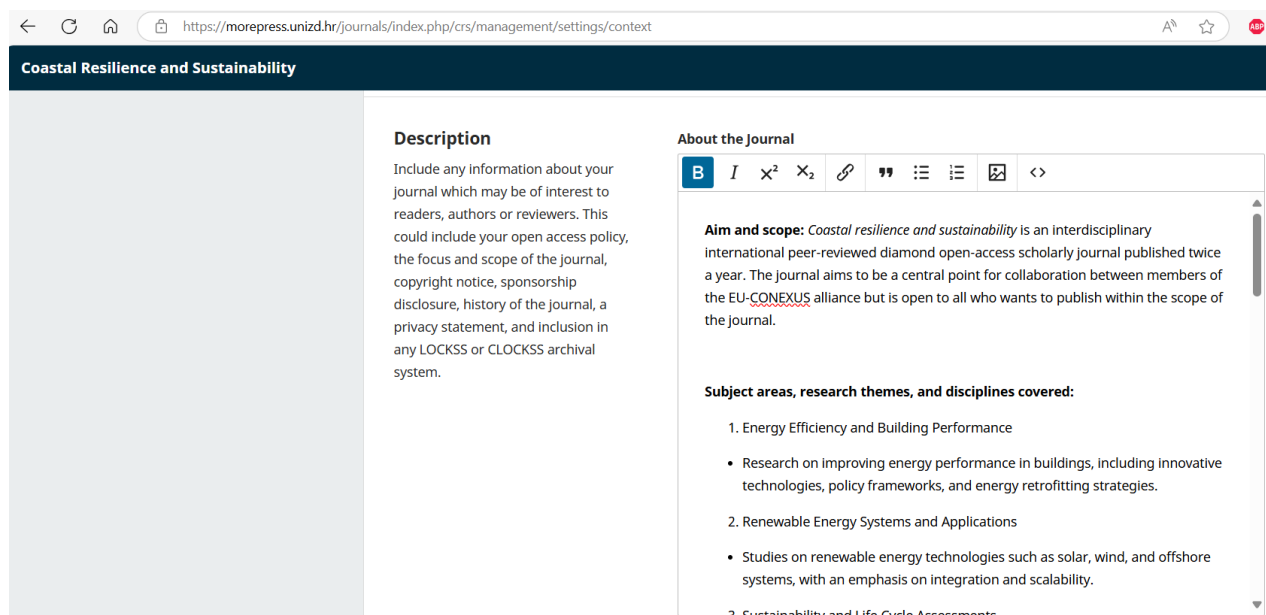 https://morepress.unizd.hr/journals/index.php/crs/management/settings/context
A
ABP
Coastal Resilience and Sustainability
Description
Include any information about your
journal which may be of interest to
readers, authors or reviewers. This
could include your open access policy,
the focus and scope of the journal,
copyright notice, sponsorship
disclosure, history of the journal, a
privacy statement, and inclusion in
any LOCKSS or CLOCKSS archival
system.
About the Journal
B I X² X₂
Aim and scope: Coastal resilience and sustainability is an interdisciplinary
international peer-reviewed diamond open-access scholarly journal published twice
a year. The journal aims to be a central point for collaboration between members of
the EU-CONEXUS alliance but is open to all who wants to publish within the scope of
the journal.
Subject areas, research themes, and disciplines covered:
1. Energy Efficiency and Building Performance
• Research on improving energy performance in buildings, including innovative
technologies, policy frameworks, and energy retrofitting strategies.
2. Renewable Energy Systems and Applications
• Studies on renewable energy technologies such as solar, wind, and offshore
systems, with an emphasis on integration and scalability.
3. Sustainability and Life Cycle Assessments